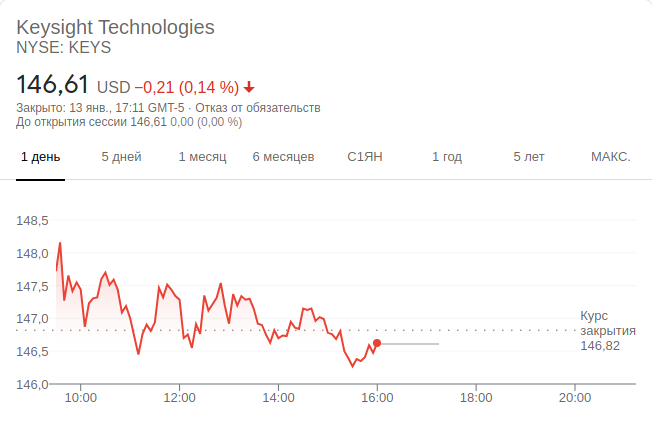 Keysight Technologies
NYSE: KEYS
146,61 USD −0,21 (0,14 %)
Закрыто: 13 янв., 17:11 GMT-5 · Отказ от обязательств
До открытия сессии 146,61 0,00 (0,00 %)
1 день 5 дней 1 месяц 6 месяцев С1ЯН 1 год 5 лет МАКС.
148,5
148,0
147,5
147,0
146,5
146,0
Курс
закрытия
146,82
10:00 12:00 14:00 16:00 18:00 20:00